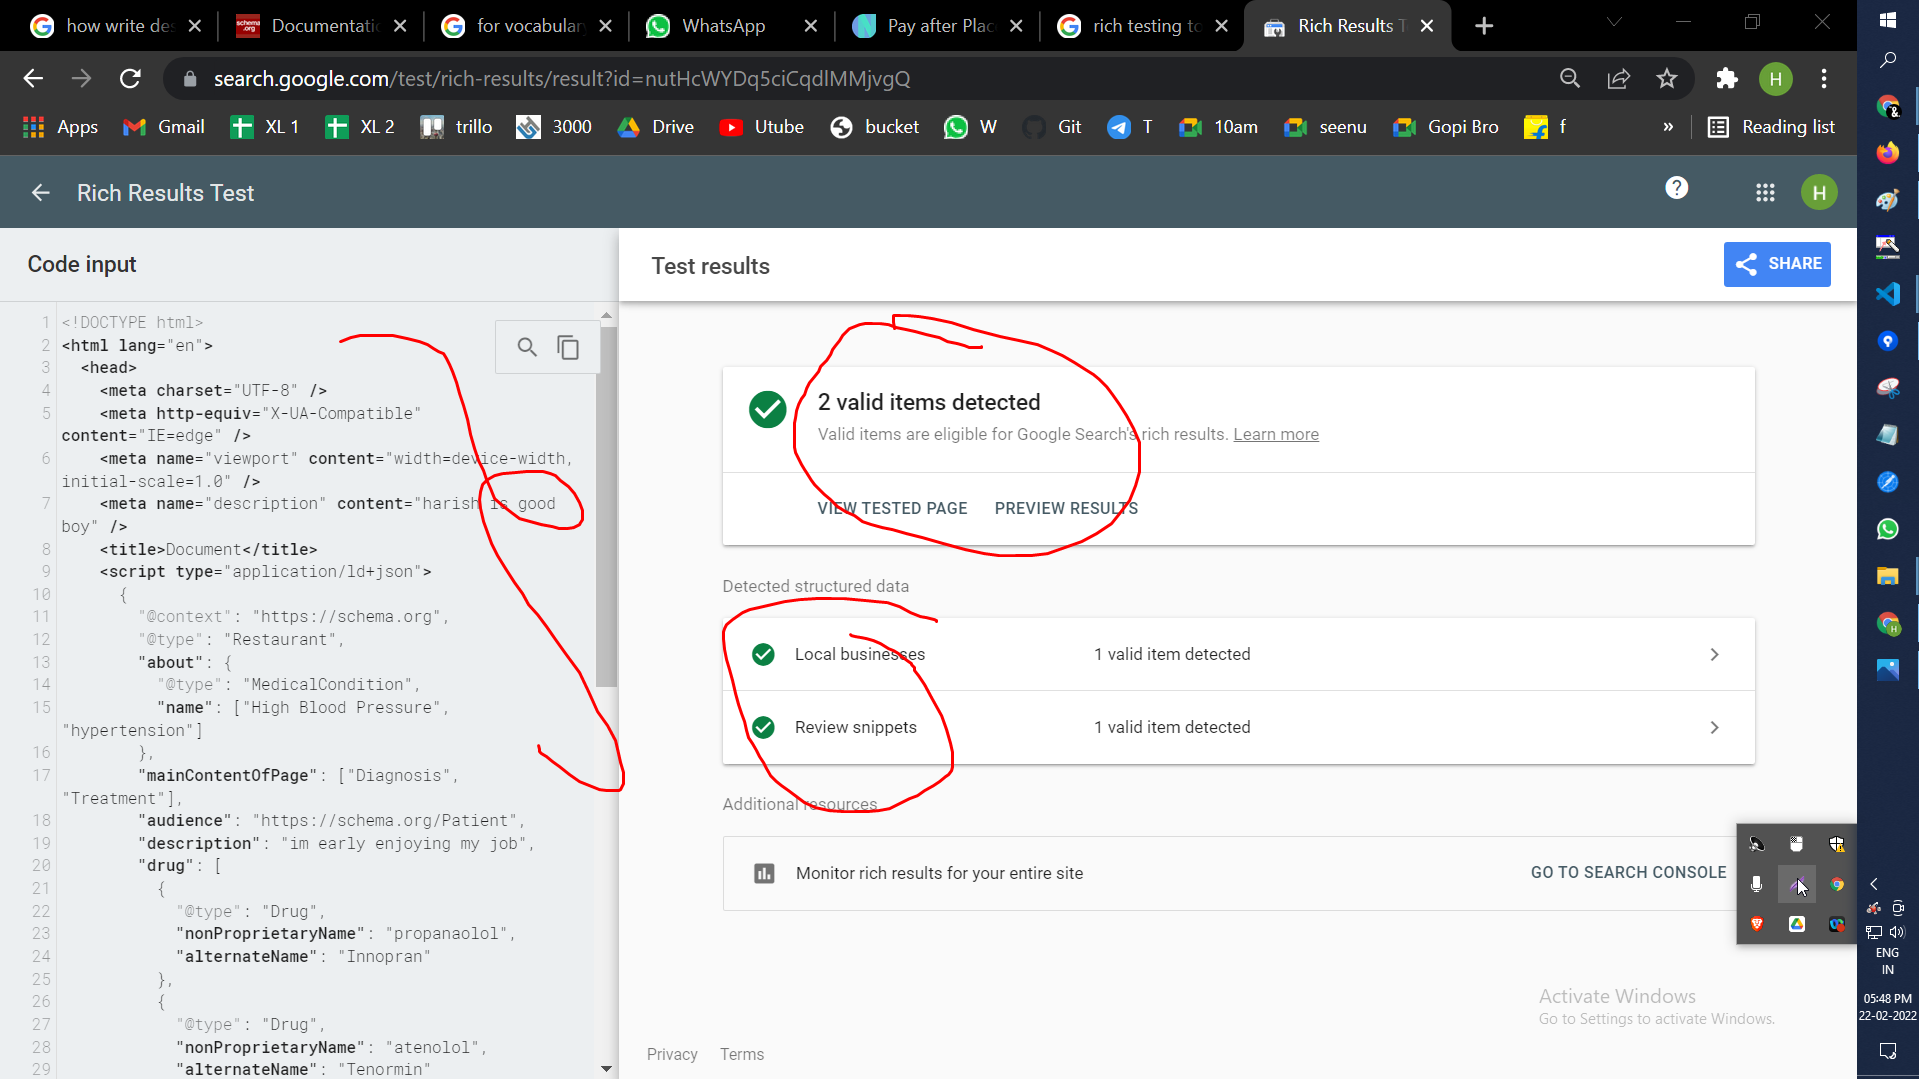 how write des
Documentatio
for vocabular
WhatsApp
Pay after Plac
rich testing to
Rich Results T
search.google.com/test/rich-results/result?id=nutHcWYDq5ciCqdlMMjvgQ
H
Apps
Gmail
XL 1
XL 2
trillo
3000
Drive
Utube
bucket
W
Git
T
10am
seenu
Gopi Bro
f
»
Reading list
Rich Results Test
H
Code input
Test results
SHARE
1 <!DOCTYPE html>
2 <html lang="en">
3 <head>
4 <meta charset="UTF-8" />
5 <meta http-equiv="X-UA-Compatible"
content="IE=edge" />
6 <meta name="viewport" content="width=device-width,
initial-scale=1.0" />
7 <meta name="description" content="harish is good
boy" />
8 <title>Document</title>
9 <script type="application/ld+json">
10 {
11 "@context": "https://schema.org",
12 "@type": "Restaurant",
13 "about": {
14 "@type": "MedicalCondition",
15 "name": ["High Blood Pressure",
"hypertension"]
16 },
17 "mainContentOfPage": ["Diagnosis",
"Treatment"],
18 "audience": "https://schema.org/Patient",
19 "description": "im early enjoying my job",
20 "drug": [
21 {
22 "@type": "Drug",
23 "nonProprietaryName": "propanaolol",
24 "alternateName": "Innopran"
25 },
26 {
27 "@type": "Drug",
28 "nonProprietaryName": "atenolol",
29 "alternateName": "Tenormin"
2 valid items detected
Valid items are eligible for Google Search's rich results. Learn more
VIEW TESTED PAGE
PREVIEW RESULTS
Detected structured data
Local businesses
1 valid item detected
Review snippets
1 valid item detected
Additional resources
Monitor rich results for your entire site
GO TO SEARCH CONSOLE
Activate Windows
Go to Settings to activate Windows.
Privacy
Terms
ENG
IN
05:48 PM
22-02-2022